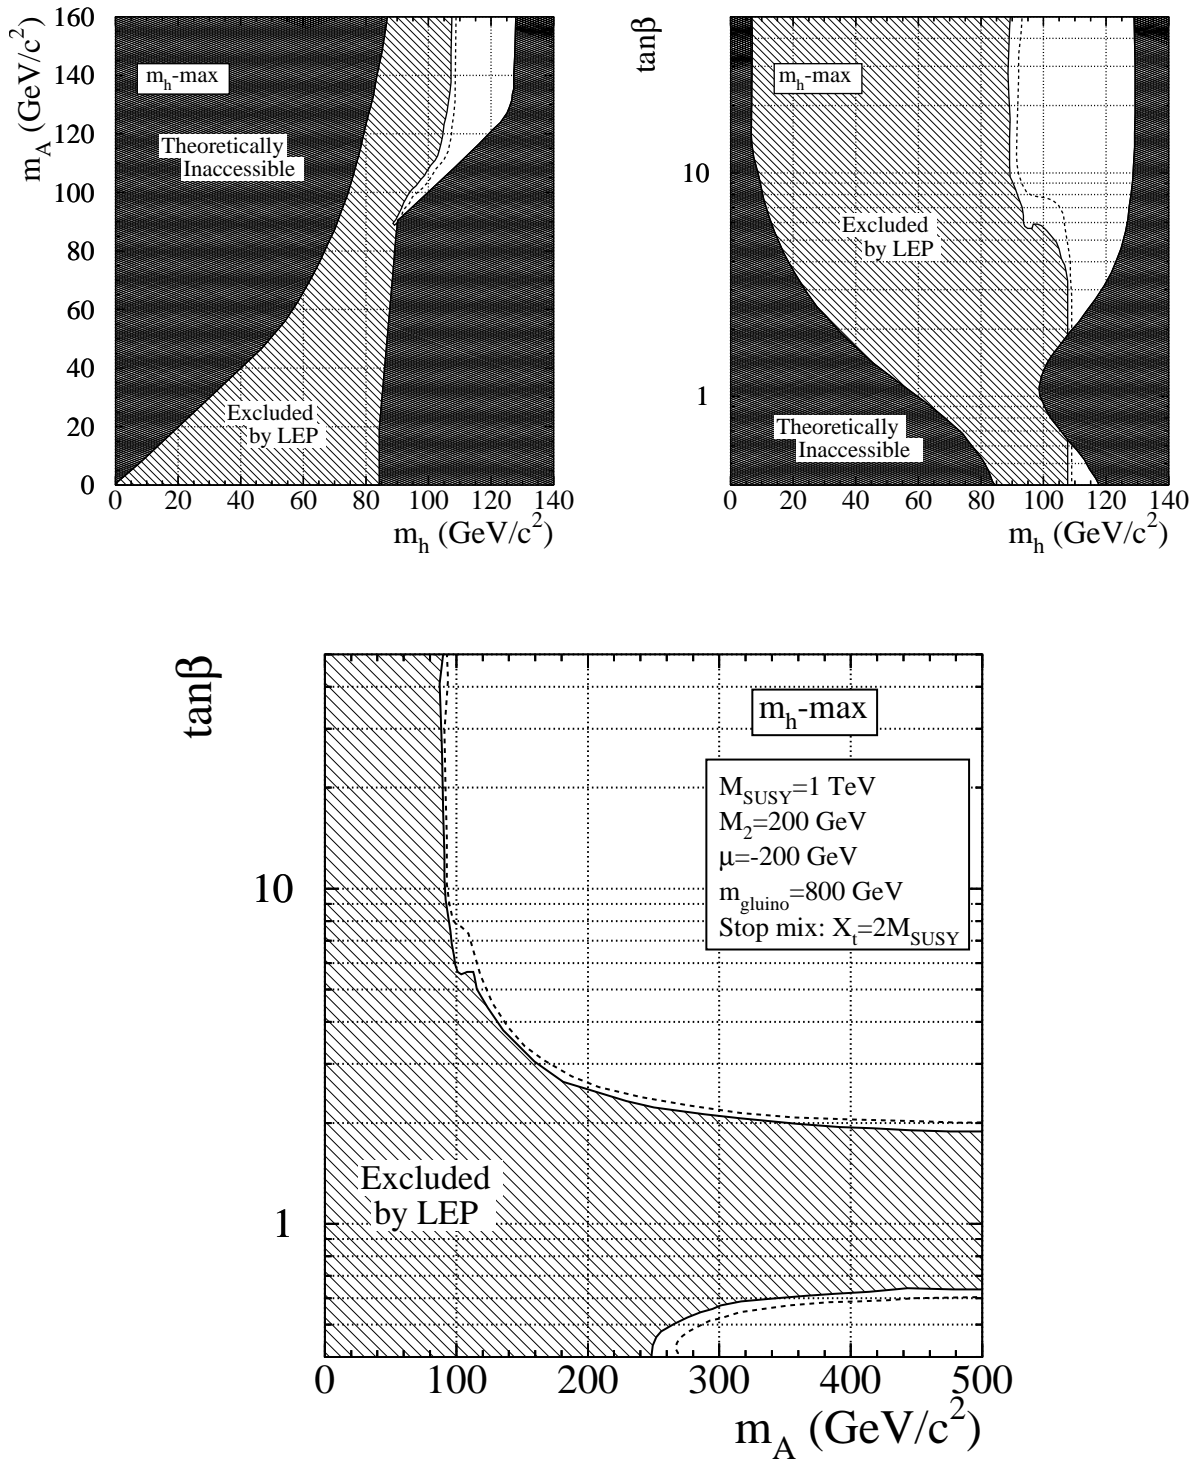 m_A (GeV/c²)
160
140
120
100
80
60
40
20
0
m_h-max
Theoretically
Inaccessible
Excluded
by LEP
0 20 40 60 80 100 120 140
m_h (GeV/c²)
tanβ
10
1
m_h-max
Excluded
by LEP
Theoretically
Inaccessible
0 20 40 60 80 100 120 140
m_h (GeV/c²)
tanβ
10
1
m_h-max
M_SUSY=1 TeV
M_2=200 GeV
μ=-200 GeV
m_gluino=800 GeV
Stop mix: X_t=2M_SUSY
Excluded
by LEP
0 100 200 300 400 500
m_A (GeV/c²)